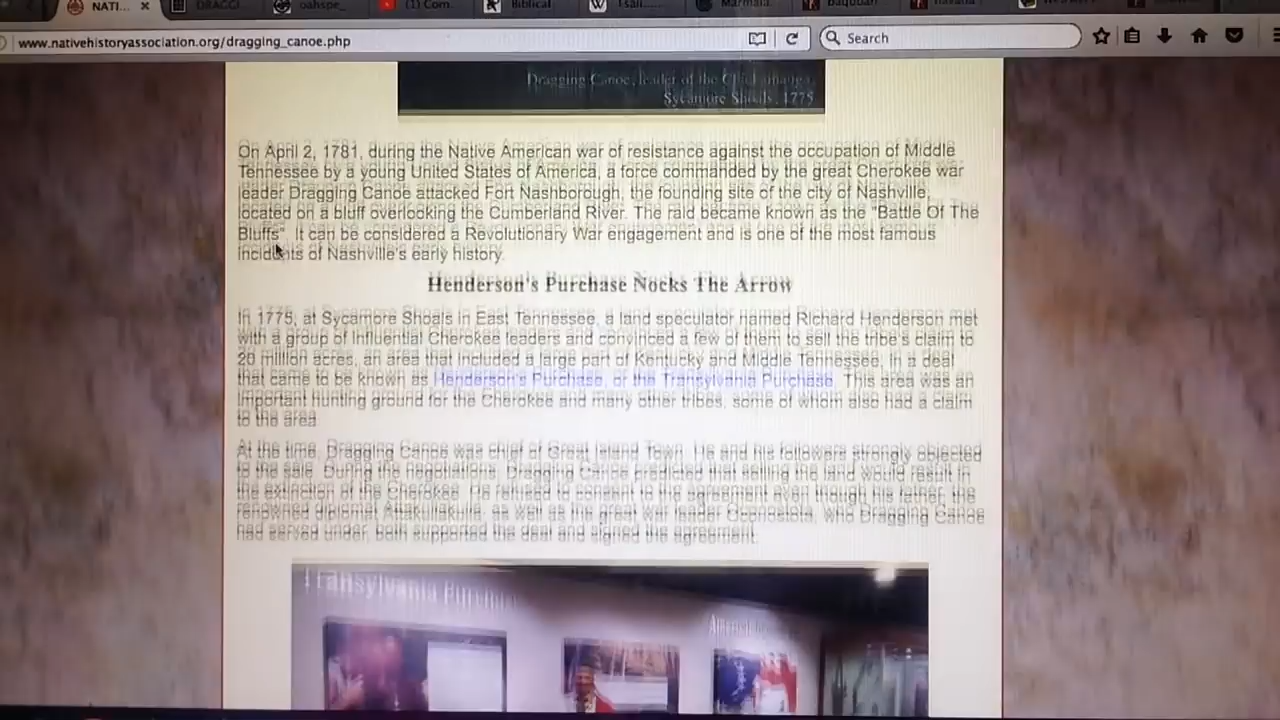 NATI...
DRAGG
oahspe_
(1) Com
Biblical
Tsali......
www.nativehistoryassociation.org/dragging_canoe.php
Search
Dragging Canoe, leader of the
Sycamore Shoals, 1775
On April 2, 1781, during the Native American war of resistance against the occupation of Middle
Tennessee by a young United States of America, a force commanded by the great Cherokee war
leader Dragging Canoe attacked Fort Nashborough, the founding site of the city of Nashville,
located on a bluff overlooking the Cumberland River. The raid became known as the "Battle Of The
Bluffs". It can be considered a Revolutionary War engagement and is one of the most famous
incidents of Nashville's early history.
Henderson's Purchase Nocks The Arrow
In 1775, at Sycamore Shoals in East Tennessee, a land speculator named Richard Henderson met
with a group of influential Cherokee leaders and convinced a few of them to sell the tribe's claim to
20 million acres, an area that included a large part of Kentucky and Middle Tennessee, in a deal
that came to be known as Henderson's Purchase, or the Transylvania Purchase. This area was an
important hunting ground for the Cherokee and many other tribes, some of whom also had a claim
to the area.
At the time, Dragging Canoe was chief of Great Island Town. He and his followers strongly objected
to the sale. During the negotiations, Dragging Canoe predicted that selling the land would result in
the extinction of the Cherokee. He refused to consent to the agreement even though his father, the
renowned diplomat Attakullakulla, as well as the great war leader Oconostota, who Dragging Canoe
had served under, both supported the deal and signed the agreement.
Transylvania